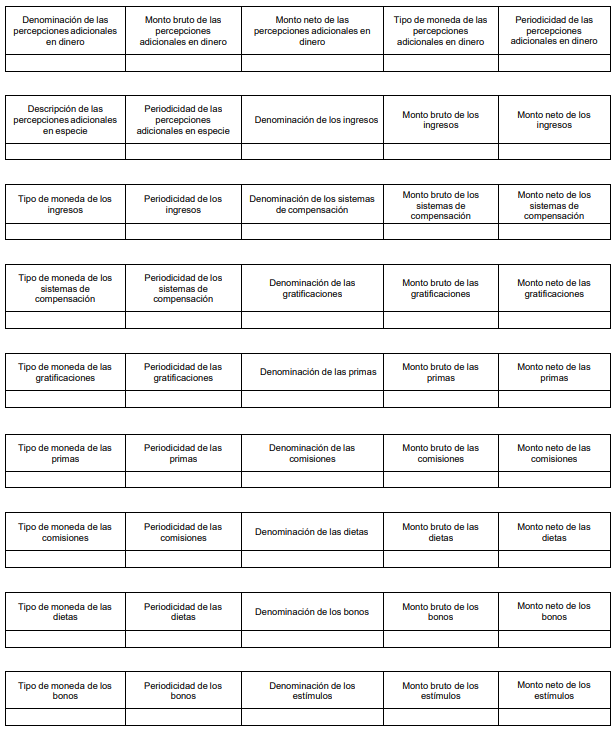 Denominación de las
percepciones adicionales
en dinero
Monto bruto de las
percepciones
adicionales en dinero
Monto neto de las
percepciones adicionales en
dinero
Tipo de moneda de las
percepciones
adicionales en dinero
Periodicidad de las
percepciones
adicionales en dinero
Descripción de las
percepciones adicionales
en especie
Periodicidad de las
percepciones
adicionales en especie
Denominación de los ingresos
Monto bruto de los
ingresos
Monto neto de los
ingresos
Tipo de moneda de los
ingresos
Periodicidad de los
ingresos
Denominación de los sistemas
de compensación
Monto bruto de los
sistemas de
compensación
Monto neto de los
sistemas de
compensación
Tipo de moneda de los
sistemas de
compensación
Periodicidad de los
sistemas de
compensación
Denominación de las
gratificaciones
Monto bruto de las
gratificaciones
Monto neto de las
gratificaciones
Tipo de moneda de las
gratificaciones
Periodicidad de las
gratificaciones
Denominación de las primas
Monto bruto de las
primas
Monto neto de las
primas
Tipo de moneda de las
primas
Periodicidad de las
primas
Denominación de las
comisiones
Monto bruto de las
comisiones
Monto neto de las
comisiones
Tipo de moneda de las
comisiones
Periodicidad de las
comisiones
Denominación de las dietas
Monto bruto de las
dietas
Monto neto de las
dietas
Tipo de moneda de las
dietas
Periodicidad de las
dietas
Denominación de los bonos
Monto bruto de los
bonos
Monto neto de los
bonos
Tipo de moneda de los
bonos
Periodicidad de los
bonos
Denominación de los
estímulos
Monto bruto de los
estímulos
Monto neto de los
estímulos